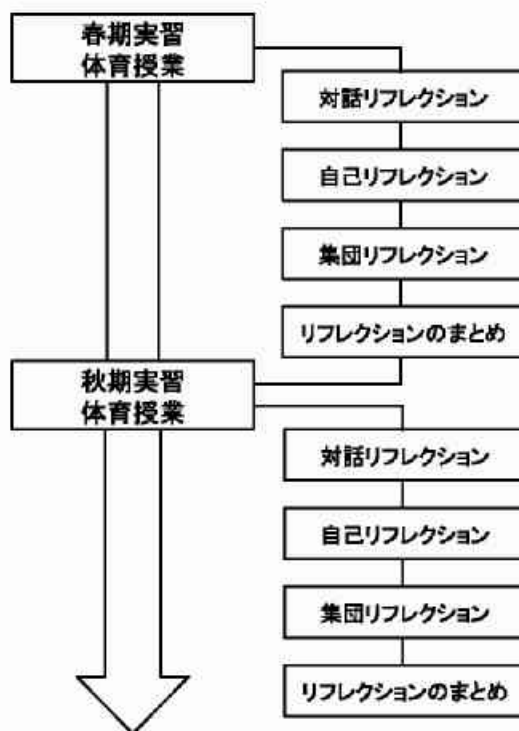 春期実習
体育授業
対話リフレクション
自己リフレクション
集団リフレクション
リフレクションのまとめ
秋期実習
体育授業
対話リフレクション
自己リフレクション
集団リフレクション
リフレクションのまとめ